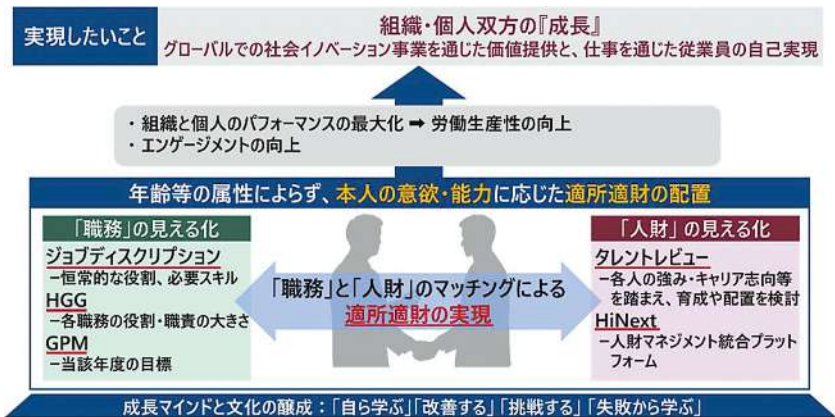 実現したいこと
組織・個人双方の『成長』
グローバルでの社会イノベーション事業を通じた価値提供と、仕事を通じた従業員の自己実現
・組織と個人のパフォーマンスの最大化 ➡ 労働生産性の向上
・エンゲージメントの向上
年齢等の属性によらず、本人の意欲・能力に応じた適所適財の配置
「職務」の見える化
ジョブディスクリプション
−恒常的な役割、必要スキル
HGG
−各職務の役割・職責の大きさ
GPM
−当該年度の目標
「職務」と「人財」のマッチングによる
適所適財の実現
「人財」の見える化
タレントレビュー
−各人の強み・キャリア志向等
を踏まえ、育成や配置を検討
HiNext
−人財マネジメント統合プラット
フォーム
成長マインドと文化の醸成：「自ら学ぶ」「改善する」「挑戦する」「失敗から学ぶ」